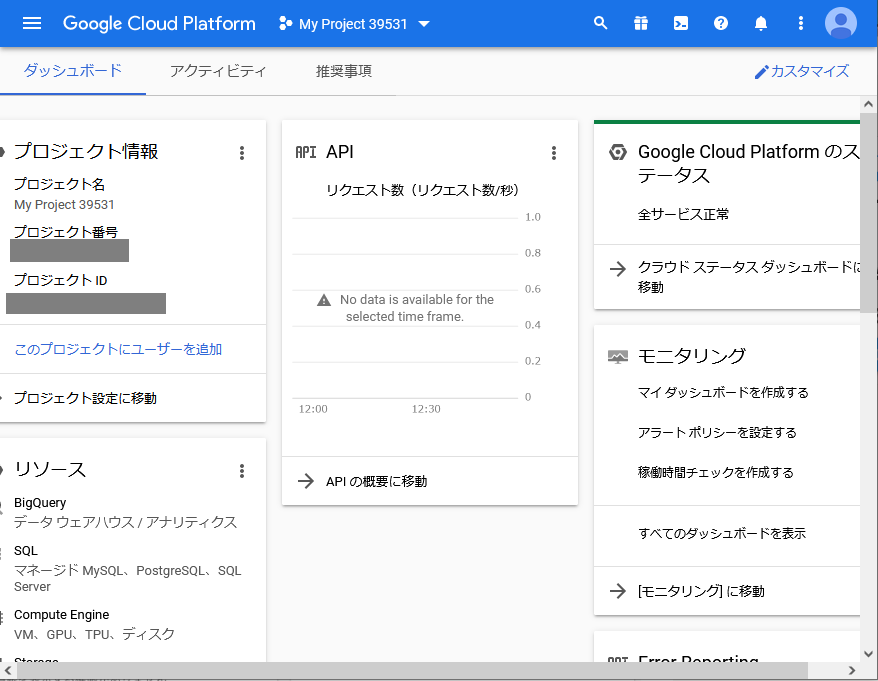 Google Cloud Platform
My Project 39531
ダッシュボード
アクティビティ
推奨事項
カスタマイズ
プロジェクト情報
プロジェクト名
My Project 39531
プロジェクト番号
プロジェクト ID
このプロジェクトにユーザーを追加
プロジェクト設定に移動
リソース
BigQuery
データ ウェアハウス / アナリティクス
SQL
マネージド MySQL、PostgreSQL、SQL
Server
Compute Engine
VM、GPU、TPU、ディスク
Storage
API API
リクエスト数（リクエスト数/秒）
1.0
0.8
0.6
No data is available for the
selected time frame.
0.4
0.2
0
12:00
12:30
API の概要に移動
Google Cloud Platform のス
テータス
全サービス正常
クラウド ステータス ダッシュボードに
移動
モニタリング
マイ ダッシュボードを作成する
アラート ポリシーを設定する
稼働時間チェックを作成する
すべてのダッシュボードを表示
[モニタリング] に移動
API Error Reporting